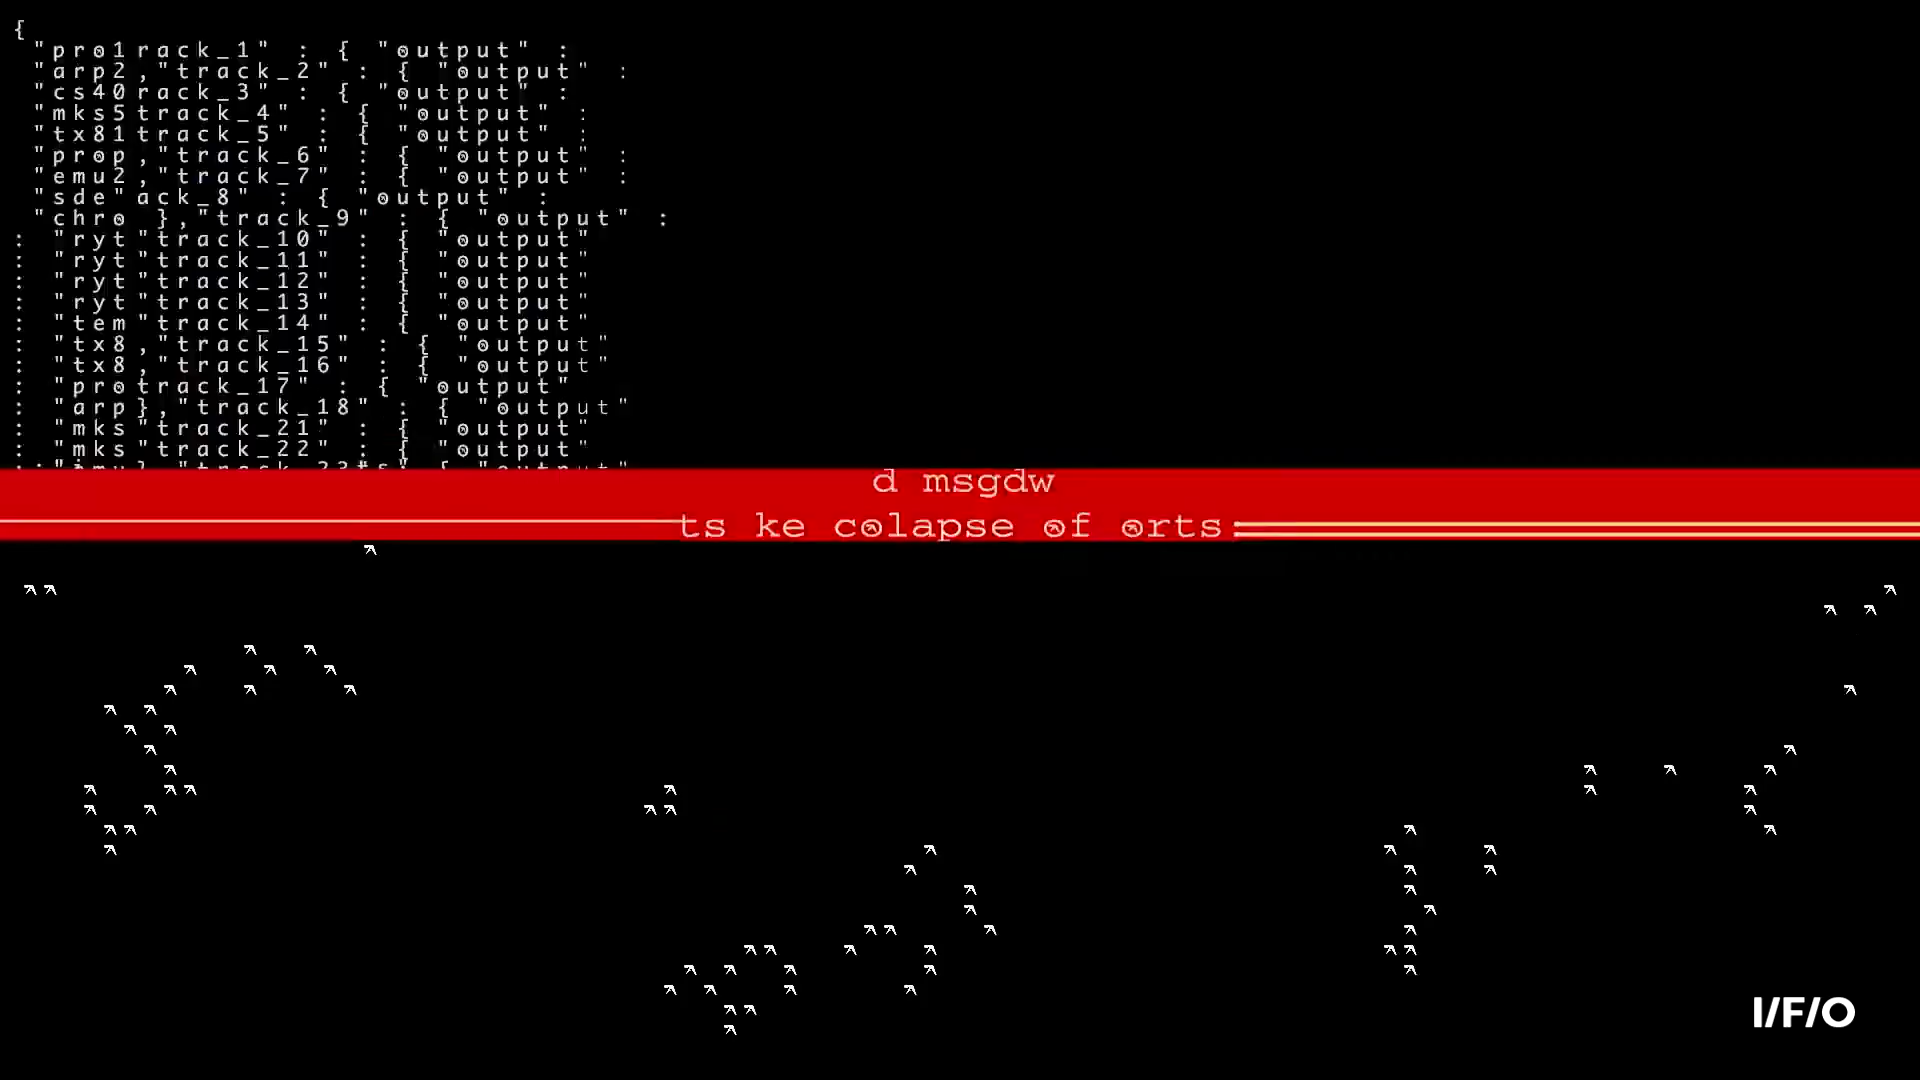 {
"pro1rack_1" : { "output" :
"arp2,"track_2" : { "output" :
"cs40rack_3" : { "output" :
"mks5track_4" : { "output" :
"tx81track_5" : { "output" :
"prop,"track_6" : { "output" :
"emu2,"track_7" : { "output" :
"sde"ack_8" : { "output" :
"chro },"track_9" : { "output" :
: "ryt"track_10" : { "output"
: "ryt"track_11" : { "output"
: "ryt"track_12" : { "output"
: "ryt"track_13" : { "output"
: "tem"track_14" : { "output"
: "tx8,"track_15" : { "output"
: "tx8,"track_16" : { "output"
: "protrack_17" : { "output"
: "arp},"track_18" : { "output"
: "mks"track_21" : { "output"
: "mks"track_22" : { "output"
d msgdw
ts ke colapse of orts
I/F/O